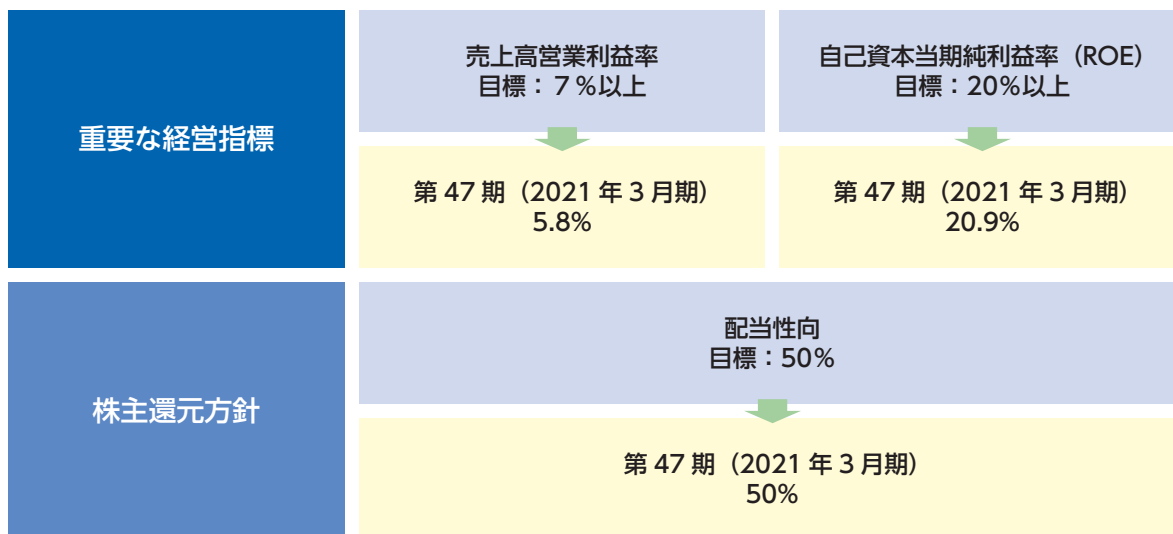 重要な経営指標
売上高営業利益率
目標：７％以上
第 47 期（2021 年 3 月期）
5.8%
自己資本当期純利益率（ROE）
目標：20％以上
第 47 期（2021 年 3 月期）
20.9%
株主還元方針
配当性向
目標：50％
第 47 期（2021 年 3 月期）
50%